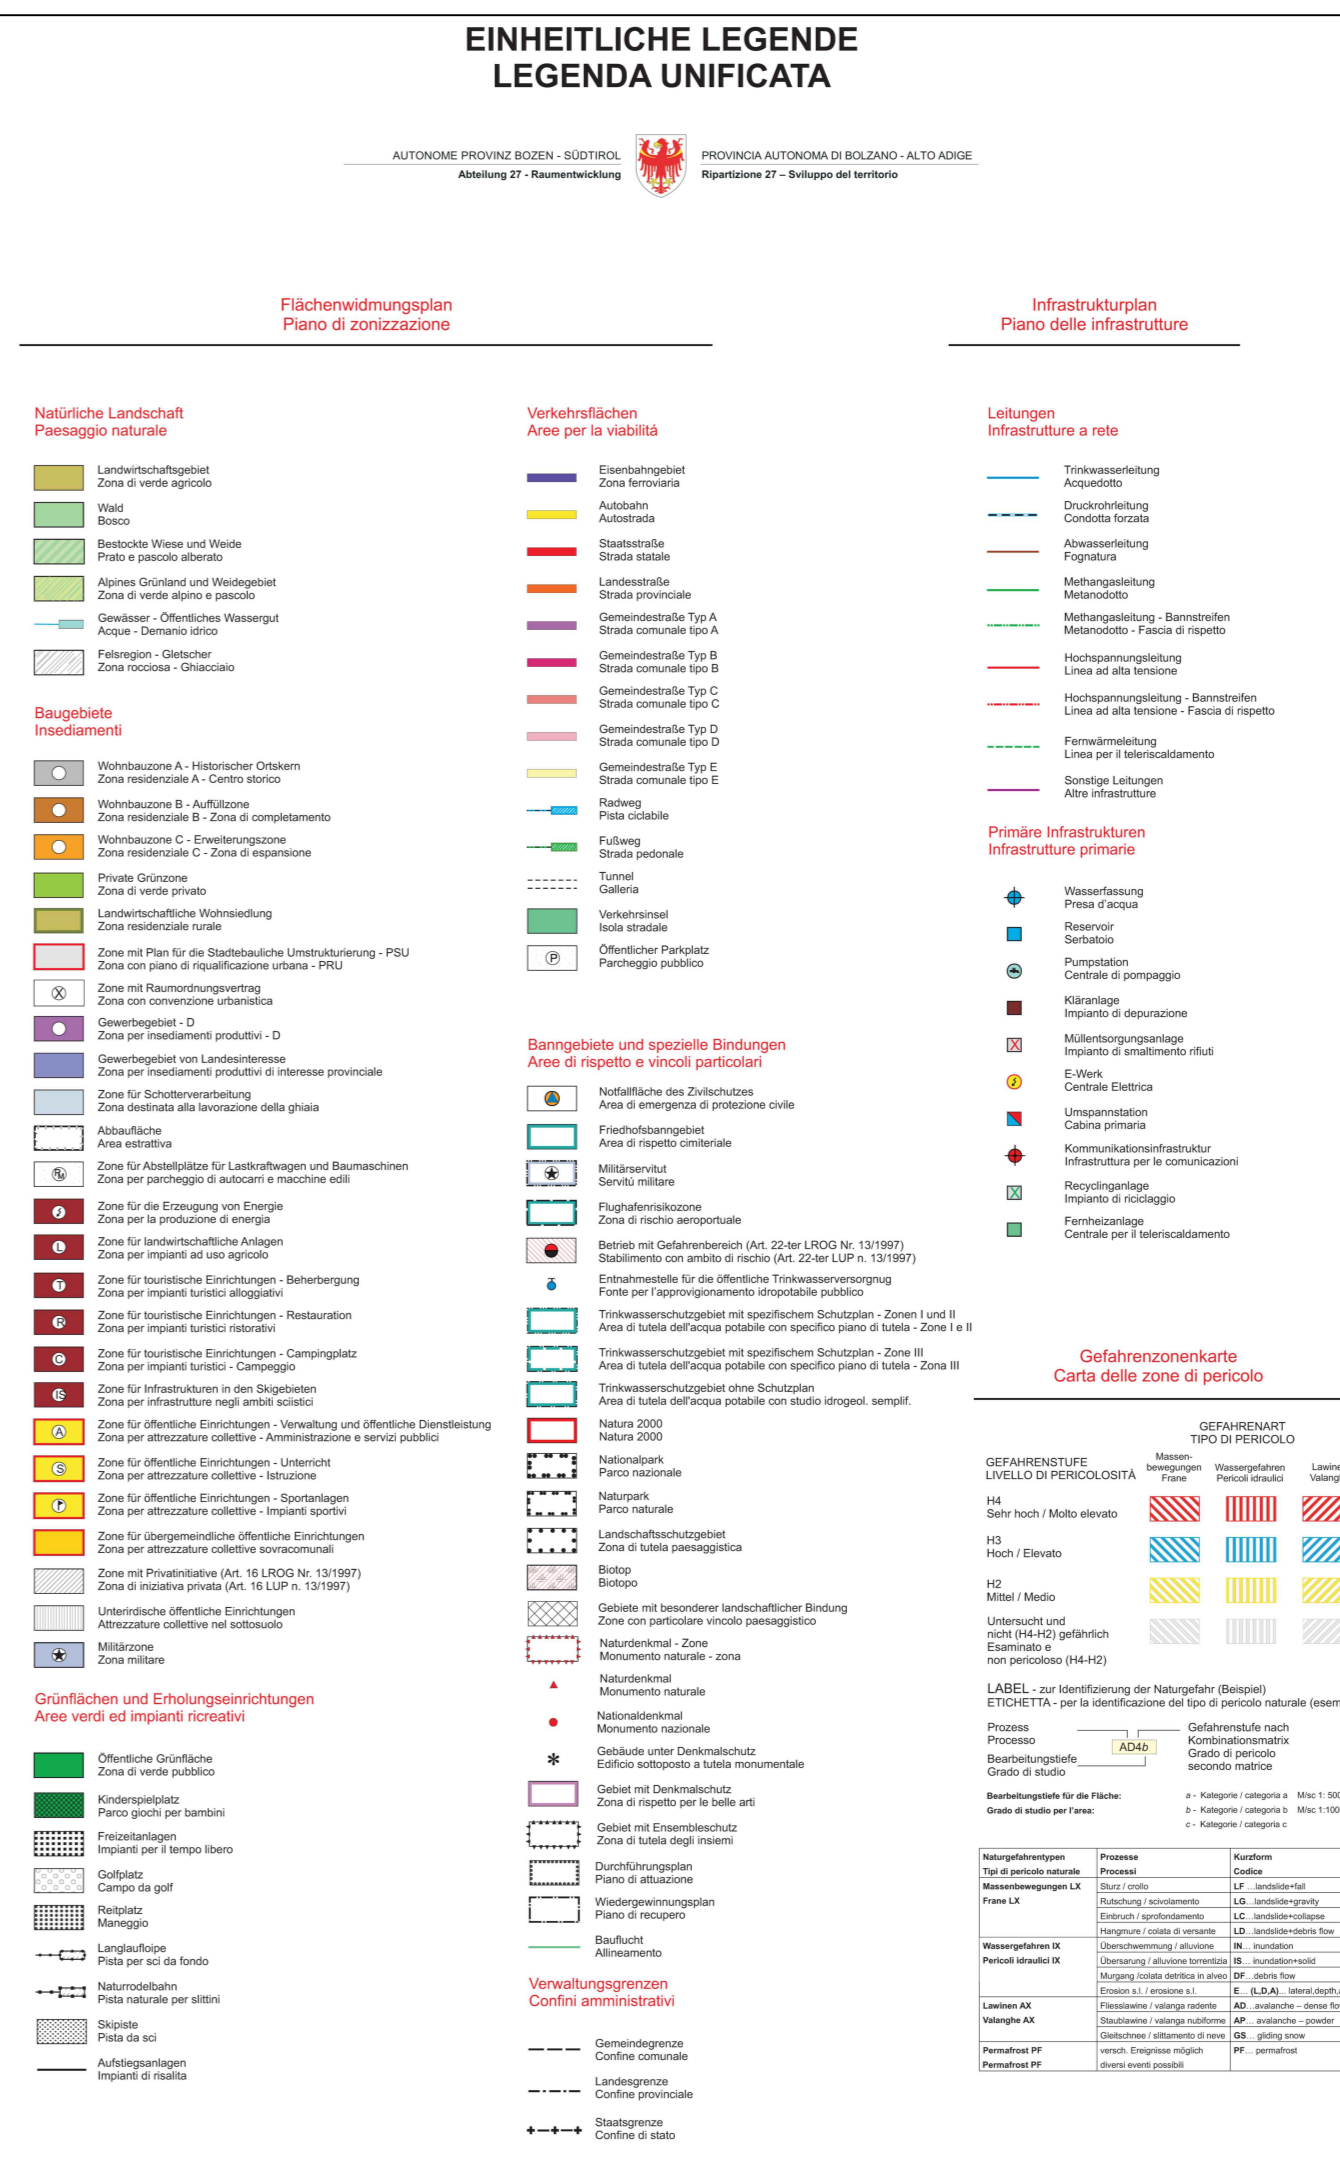 EINHEITLICHE LEGENDE
LEGENDA UNIFICATA
AUTONOME PROVINZ BOZEN - SÜDTIROL
Abteilung 27 - Raumentwicklung
PROVINCIA AUTONOMA DI BOLZANO - ALTO ADIGE
Ripartizione 27 – Sviluppo del territorio
Flächenwidmungsplan
Piano di zonizzazione
Natürliche Landschaft
Paesaggio naturale
Landwirtschaftsgebiet
Zona di verde agricolo
Wald
Bosco
Bestockte Wiese und Weide
Prato e pascolo alberato
Alpines Grünland und Weidegebiet
Zona di verde alpino e pascolo
Gewässer - Öffentliches Wassergut
Acque - Demanio idrico
Felsregion - Gletscher
Zona rocciosa - Ghiacciaio
Baugebiete
Insediamenti
Wohnbauzone A - Historischer Ortskern
Zona residenziale A - Centro storico
Wohnbauzone B - Auffüllzone
Zona residenziale B - Zona di completamento
Wohnbauzone C - Erweiterungszone
Zona residenziale C - Zona di espansione
Private Grünzone
Zona di verde privato
Landwirtschaftliche Wohnsiedlung
Zona residenziale rurale
Zone mit Plan für die Stadtebauliche Umstrukturierung - PSU
Zona con piano di riqualificazione urbana - PRU
X
Zone mit Raumordnungsvertrag
Zona con convenzione urbanistica
Gewerbegebiet - D
Zona per insediamenti produttivi - D
Gewerbegebiet von Landesinteresse
Zona per insediamenti produttivi di interesse provinciale
Zone für Schotterverarbeitung
Zona destinata alla lavorazione della ghiaia
Abbaufläche
Area estrattiva
Zone für Abstellplätze für Lastkraftwagen und Baumaschinen
Zona per parcheggio di autocarri e macchine edili
Zone für die Erzeugung von Energie
Zona per la produzione di energia
L
Zone für landwirtschaftliche Anlagen
Zona per impianti ad uso agricolo
T
Zone für touristische Einrichtungen - Beherbergung
Zona per impianti turistici alloggiativi
R
Zone für touristische Einrichtungen - Restauration
Zona per impianti turistici ristorativi
C
Zone für touristische Einrichtungen - Campingplatz
Zona per impianti turistici - Campeggio
IS
Zone für Infrastrukturen in den Skigebieten
Zona per infrastrutture negli ambiti sciistici
A
Zone für öffentliche Einrichtungen - Verwaltung und öffentliche Dienstleistung
Zona per attrezzature collettive - Amministrazione e servizi pubblici
S
Zone für öffentliche Einrichtungen - Unterricht
Zona per attrezzature collettive - Istruzione
Zone für öffentliche Einrichtungen - Sportanlagen
Zona per attrezzature collettive - Impianti sportivi
Zone für übergemeindliche öffentliche Einrichtungen
Zona per attrezzature collettive sovracomunali
Zone mit Privatinitiative (Art. 16 LROG Nr. 13/1997)
Zona di iniziativa privata (Art. 16 LUP n. 13/1997)
Unterirdische öffentliche Einrichtungen
Attrezzature collettive nel sottosuolo
Militärzone
Zona militare
Grünflächen und Erholungseinrichtungen
Aree verdi ed impianti ricreativi
Öffentliche Grünfläche
Zona di verde pubblico
Kinderspielplatz
Parco giochi per bambini
Freizeitanlagen
Impianti per il tempo libero
Golfplatz
Campo da golf
Reitplatz
Maneggio
Langlaufloipe
Pista per sci da fondo
Naturrodelbahn
Pista naturale per slittini
Skipiste
Pista da sci
Aufstiegsanlagen
Impianti di risalita
Verkehrsflächen
Aree per la viabilitá
Eisenbahngebiet
Zona ferroviaria
Autobahn
Autostrada
Staatsstraße
Strada statale
Landesstraße
Strada provinciale
Gemeindestraße Typ A
Strada comunale tipo A
Gemeindestraße Typ B
Strada comunale tipo B
Gemeindestraße Typ C
Strada comunale tipo C
Gemeindestraße Typ D
Strada comunale tipo D
Gemeindestraße Typ E
Strada comunale tipo E
Radweg
Pista ciclabile
Fußweg
Strada pedonale
Tunnel
Galleria
Verkehrsinsel
Isola stradale
P
Öffentlicher Parkplatz
Parcheggio pubblico
Banngebiete und spezielle Bindungen
Aree di rispetto e vincoli particolari
Notfallfläche des Zivilschutzes
Area di emergenza di protezione civile
Friedhofsbanngebiet
Area di rispetto cimiteriale
Militärservitut
Servitù militare
Flughafenrisikozone
Zona di rischio aeroportuale
Betrieb mit Gefahrenbereich (Art. 22-ter LROG Nr. 13/1997)
Stabilimento con ambito di rischio (Art. 22-ter LUP n. 13/1997)
Entnahmestelle für die öffentliche Trinkwasserversorgnug
Fonte per l'approvigionamento idropotabile pubblico
Trinkwasserschutzgebiet mit spezifischem Schutzplan - Zonen I und II
Area di tutela dell'acqua potabile con specifico piano di tutela - Zone I e II
Trinkwasserschutzgebiet mit spezifischem Schutzplan - Zone III
Area di tutela dell'acqua potabile con specifico piano di tutela - Zona III
Trinkwasserschutzgebiet ohne Schutzplan
Area di tutela dell'acqua potabile con studio idrogeol. semplif.
Natura 2000
Natura 2000
Nationalpark
Parco nazionale
Naturpark
Parco naturale
Landschaftsschutzgebiet
Zona di tutela paesaggistica
Biotop
Biotopo
Gebiete mit besonderer landschaftlicher Bindung
Zone con particolare vincolo paesaggistico
Naturdenkmal - Zone
Monumento naturale - zona
Naturdenkmal
Monumento naturale
Nationaldenkmal
Monumento nazionale
Gebäude unter Denkmalschutz
Edificio sottoposto a tutela monumentale
Gebiet mit Denkmalschutz
Zona di rispetto per le belle arti
Gebiet mit Ensembleschutz
Zona di tutela degli insiemi
Durchführungsplan
Piano di attuazione
Wiedergewinnungsplan
Piano di recupero
Bauflucht
Allineamento
Verwaltungsgrenzen
Confini amministrativi
Gemeindegrenze
Confine comunale
Landesgrenze
Confine provinciale
Staatsgrenze
Confine di stato
Infrastrukturplan
Piano delle infrastrutture
Leitungen
Infrastrutture a rete
Trinkwasserleitung
Acquedotto
Druckrohrleitung
Condotta forzata
Abwasserleitung
Fognatura
Methangasleitung
Metanodotto
Methangasleitung - Bannstreifen
Metanodotto - Fascia di rispetto
Hochspannungsleitung
Linea ad alta tensione
Hochspannungsleitung - Bannstreifen
Linea ad alta tensione - Fascia di rispetto
Fernwärmeleitung
Linea per il teleriscaldamento
Sonstige Leitungen
Altre infrastrutture
Primäre Infrastrukturen
Infrastrutture primarie
Wasserfassung
Presa d'acqua
Reservoir
Serbatoio
Pumpstation
Centrale di pompaggio
Kläranlage
Impianto di depurazione
Müllentsorgungsanlage
Impianto di smaltimento rifiuti
E-Werk
Centrale Elettrica
Umspannstation
Cabina primaria
Kommunikationsinfrastruktur
Infrastruttura per le comunicazioni
Recyclinganlage
Impianto di riciclaggio
Fernheizanlage
Centrale per il teleriscaldamento
Gefahrenzonenkarte
Carta delle zone di pericolo
GEFAHRENART
TIPO DI PERICOLO
GEFAHRENSTUFE
LIVELLO DI PERICOLOSITÀ
Massen-
bewegungen
Frane
Wassergefahren
Pericoli idraulici
H4
Sehr hoch / Molto elevato
H3
Hoch / Elevato
H2
Mittel / Medio
Untersucht und
nicht (H4-H2) gefährlich
Esaminato e
non pericoloso (H4-H2)
LABEL - zur Identifizierung der Naturgefahr (Beispiel)
ETICHETTA - per la identificazione del tipo di pericolo naturale
Prozess
Processo
Bearbeitungstiefe
Grado di studio
AD4b
Gefahrenstufe nach
Kombinationsmatrix
Grado di pericolo
secondo matrice
Bearbeitungstiefe für die Fläche:
Grado di studio per l'area:
a - Kategorie / categoria a M/sc 1:
b - Kategorie / categoria b M/sc
c - Kategorie / categoria c
Naturgefahrentypen Prozesse Kurzform
Tipi di pericolo naturale Processi Codice
Massenbewegungen LX Sturz / crollo LF ...landslide+fall
Frane LX Rutschung / scivolamento LG...landslide+gravity
Einbruch / sprofondamento LC...landslide+collapse
Hangmure / colata di versante LD...landslide+debris flow
Wassergefahren IX Überschwemmung / alluvione IN... inundation
Pericoli idraulici IX Übersarung / alluvione torrentizia IS... inundation+solid
Murgang /colata detritica in alveo DF...debris flow
Erosion s.l. / erosione s.l. E... (L,D,A)... lateral,depth,
Lawinen AX Fliesslawine / valanga radente AD...avalanche – dense
Valanghe AX Staublawine / valanga nubiforme AP... avalanche – powder
Gleitschnee / slittamento di neve GS... gliding snow
Permafrost PF versch. Ereignisse möglich PF... permafrost
Permafrost PF diversi eventi possibili